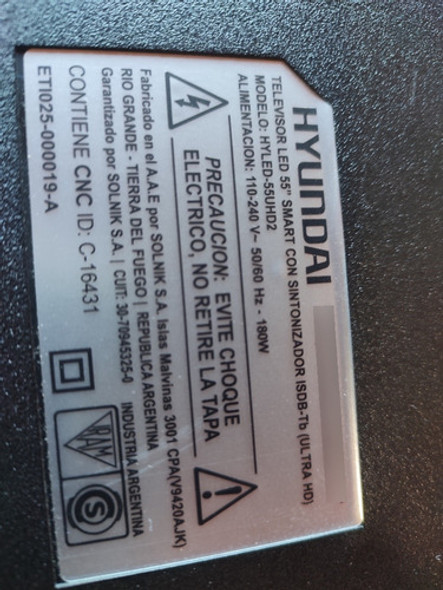 HYUNDAI
TELEVISOR LED 55" SMART CON SINTONIZADOR ISDB-Tb (ULTRA HD)
MODELO: HYLED-55UHD2
ALIMENTACION: 110-240 V~ 50/60 Hz - 180W
PRECAUCION: EVITE CHOQUE
ELECTRICO, NO RETIRE LA TAPA
Fabricado en el A.A.E por SOLNIK S.A. Islas Malvinas 3001 CPA(V9420AJK)
RIO GRANDE - TIERRA DEL FUEGO | REPUBLICA ARGENTINA
Garantizado por SOLNIK S.A. | CUIT: 30-70945325-0 INDUSTRIA ARGENTINA
CONTIENE CNC ID: C-16431
IRAM
S
ETI025-000019-A